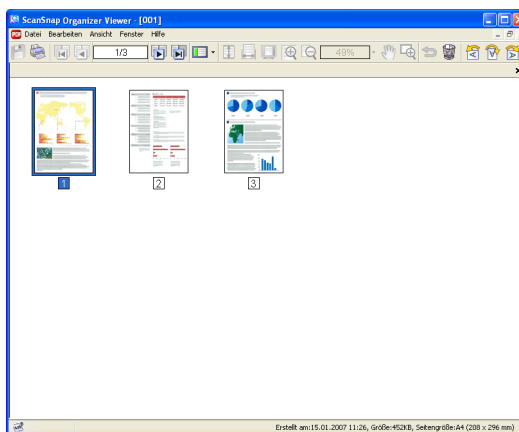 ScanSnap Organizer Viewer - [001]
Datei Bearbeiten Ansicht Fenster Hilfe
1/3 49%
1 2 3
Erstellt am:15.01.2007 11:26, Größe:452KB, Seitengröße:A4 (208 x 296 mm)